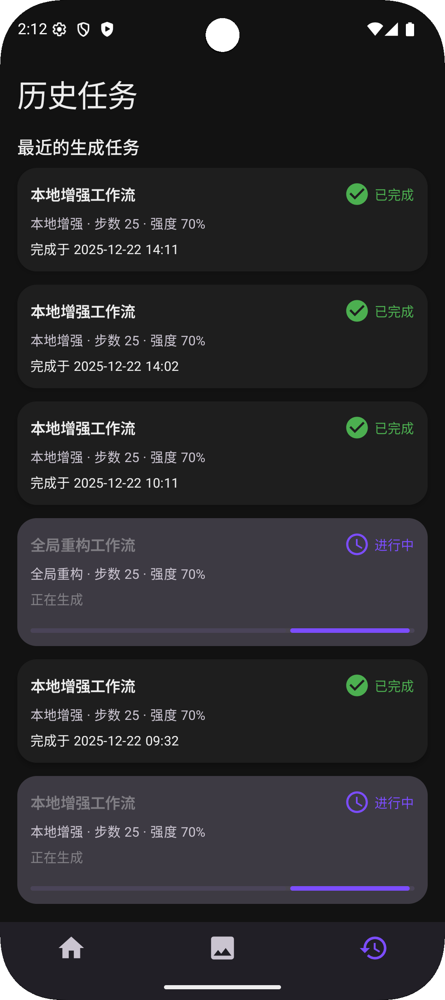 2:12
历史任务
最近的生成任务
本地增强工作流 已完成
本地增强 · 步数 25 · 强度 70%
完成于 2025-12-22 14:11
本地增强工作流 已完成
本地增强 · 步数 25 · 强度 70%
完成于 2025-12-22 14:02
本地增强工作流 已完成
本地增强 · 步数 25 · 强度 70%
完成于 2025-12-22 10:11
全局重构工作流 进行中
全局重构 · 步数 25 · 强度 70%
正在生成
本地增强工作流 已完成
本地增强 · 步数 25 · 强度 70%
完成于 2025-12-22 09:32
本地增强工作流 进行中
本地增强 · 步数 25 · 强度 70%
正在生成